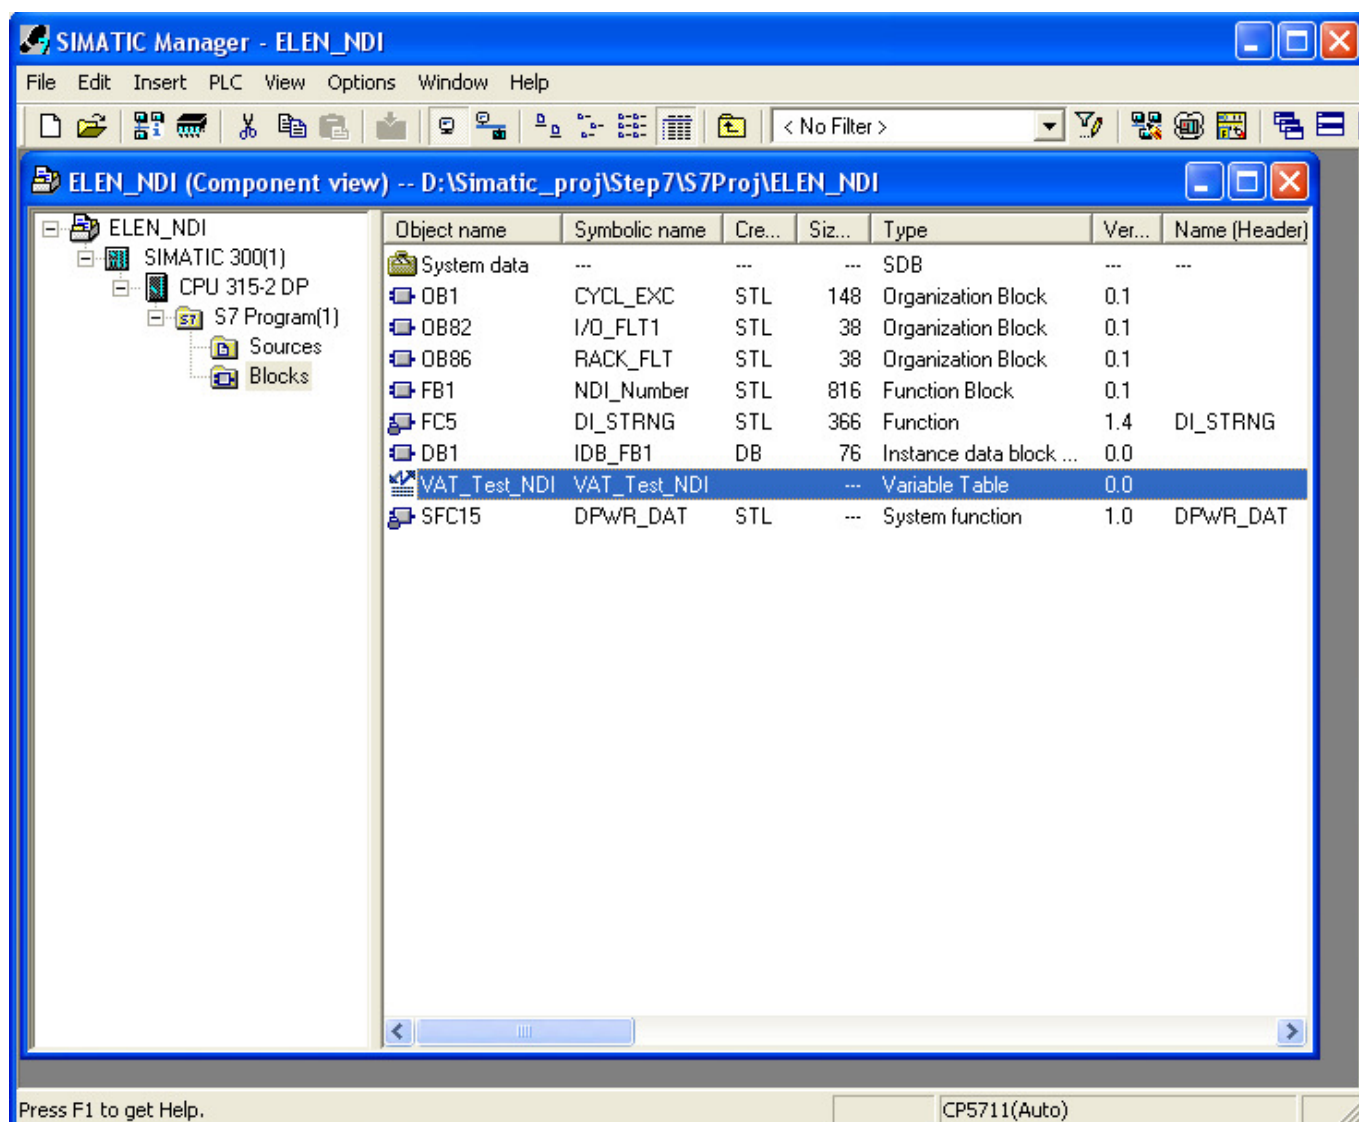 SIMATIC Manager - ELEN_NDI
File Edit Insert PLC View Options Window Help
< No Filter >
ELEN_NDI (Component view) -- D:\Simatic_proj\Step7\S7Proj\ELEN_NDI
ELEN_NDI
SIMATIC 300(1)
CPU 315-2 DP
S7 Program(1)
Sources
Blocks
Object name Symbolic name Cre... Siz... Type Ver... Name (Header)
System data --- --- --- SDB --- ---
OB1 CYCL_EXC STL 148 Organization Block 0.1
OB82 I/O_FLT1 STL 38 Organization Block 0.1
OB86 RACK_FLT STL 38 Organization Block 0.1
FB1 NDI_Number STL 816 Function Block 0.1
FC5 DI_STRNG STL 366 Function 1.4 DI_STRNG
DB1 IDB_FB1 DB 76 Instance data block ... 0.0
VAT_Test_NDI VAT_Test_NDI --- Variable Table 0.0
SFC15 DPWR_DAT STL --- System function 1.0 DPWR_DAT
Press F1 to get Help. CP5711(Auto)